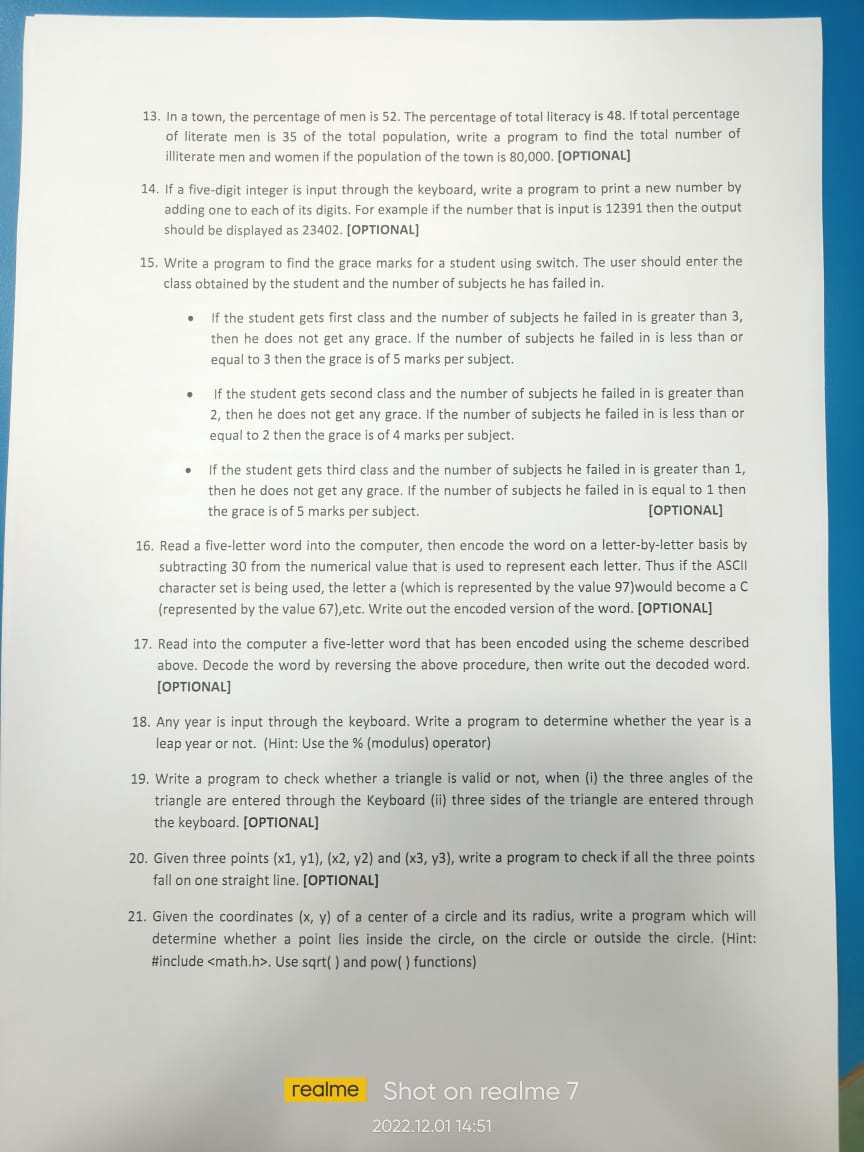 13. In a town, the percentage of men is 52. The percentage of total literacy is 48. If total percentage
of literate men is 35 of the total population, write a program to find the total number of
illiterate men and women if the population of the town is 80,000. [OPTIONAL]
14. If a five-digit integer is input through the keyboard, write a program to print a new number by
adding one to each of its digits. For example if the number that is input is 12391 then the output
should be displayed as 23402. [OPTIONAL]
15. Write a program to find the grace marks for a student using switch. The user should enter the
class obtained by the student and the number of subjects he has failed in.
• If the student gets first class and the number of subjects he failed in is greater than 3,
then he does not get any grace. If the number of subjects he failed in is less than or
equal to 3 then the grace is of 5 marks per subject.
• If the student gets second class and the number of subjects he failed in is greater than
2, then he does not get any grace. If the number of subjects he failed in is less than or
equal to 2 then the grace is of 4 marks per subject.
• If the student gets third class and the number of subjects he failed in is greater than 1,
then he does not get any grace. If the number of subjects he failed in is equal to 1 then
the grace is of 5 marks per subject. [OPTIONAL]
16. Read a five-letter word into the computer, then encode the word on a letter-by-letter basis by
subtracting 30 from the numerical value that is used to represent each letter. Thus if the ASCII
character set is being used, the letter a (which is represented by the value 97)would become a C
(represented by the value 67),etc. Write out the encoded version of the word. [OPTIONAL]
17. Read into the computer a five-letter word that has been encoded using the scheme described
above. Decode the word by reversing the above procedure, then write out the decoded word.
[OPTIONAL]
18. Any year is input through the keyboard. Write a program to determine whether the year is a
leap year or not. (Hint: Use the % (modulus) operator)
19. Write a program to check whether a triangle is valid or not, when (i) the three angles of the
triangle are entered through the Keyboard (ii) three sides of the triangle are entered through
the keyboard. [OPTIONAL]
20. Given three points (x1, y1), (x2, y2) and (x3, y3), write a program to check if all the three points
fall on one straight line. [OPTIONAL]
21. Given the coordinates (x, y) of a center of a circle and its radius, write a program which will
determine whether a point lies inside the circle, on the circle or outside the circle. (Hint:
#include <math.h>. Use sqrt( ) and pow( ) functions)
realme Shot on realme 7
2022.12.01 14:51